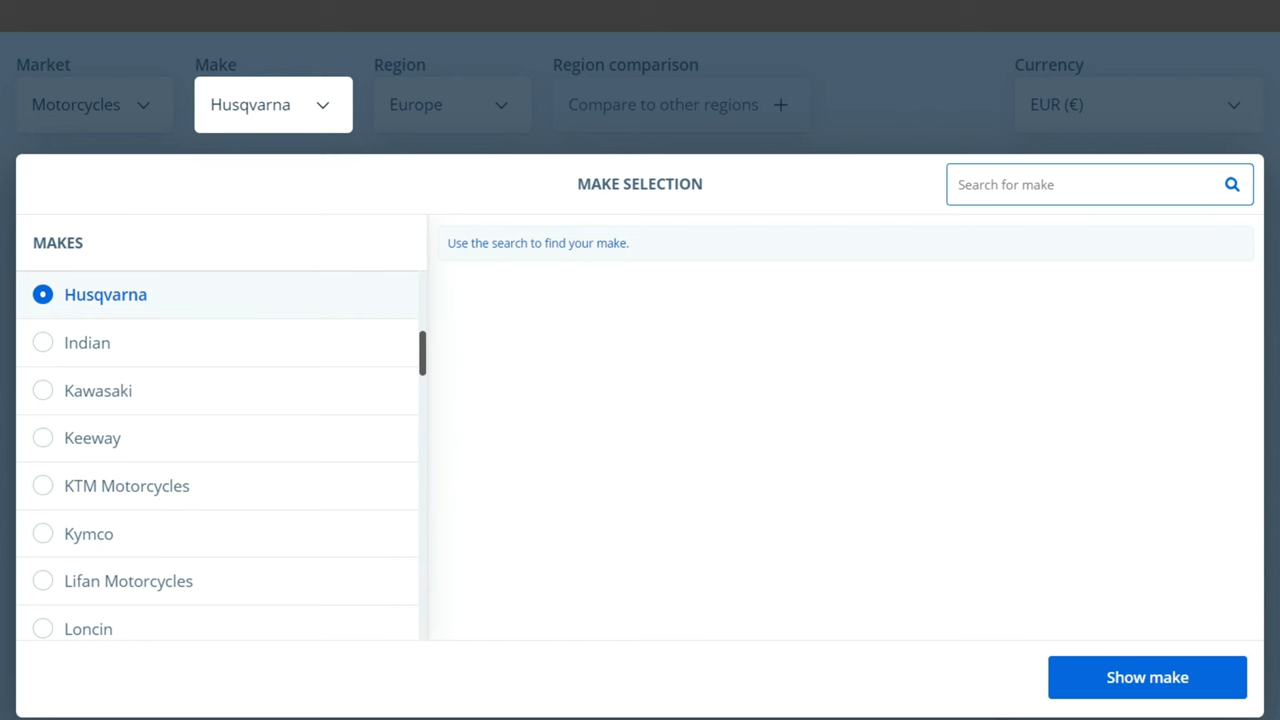 Market
Make
Region
Region comparison
Currency
Motorcycles
Husqvarna
Europe
Compare to other regions
EUR (€)
MAKE SELECTION
Search for make
MAKES
Use the search to find your make.
Husqvarna
Indian
Kawasaki
Keeway
KTM Motorcycles
Kymco
Lifan Motorcycles
Loncin
Show make